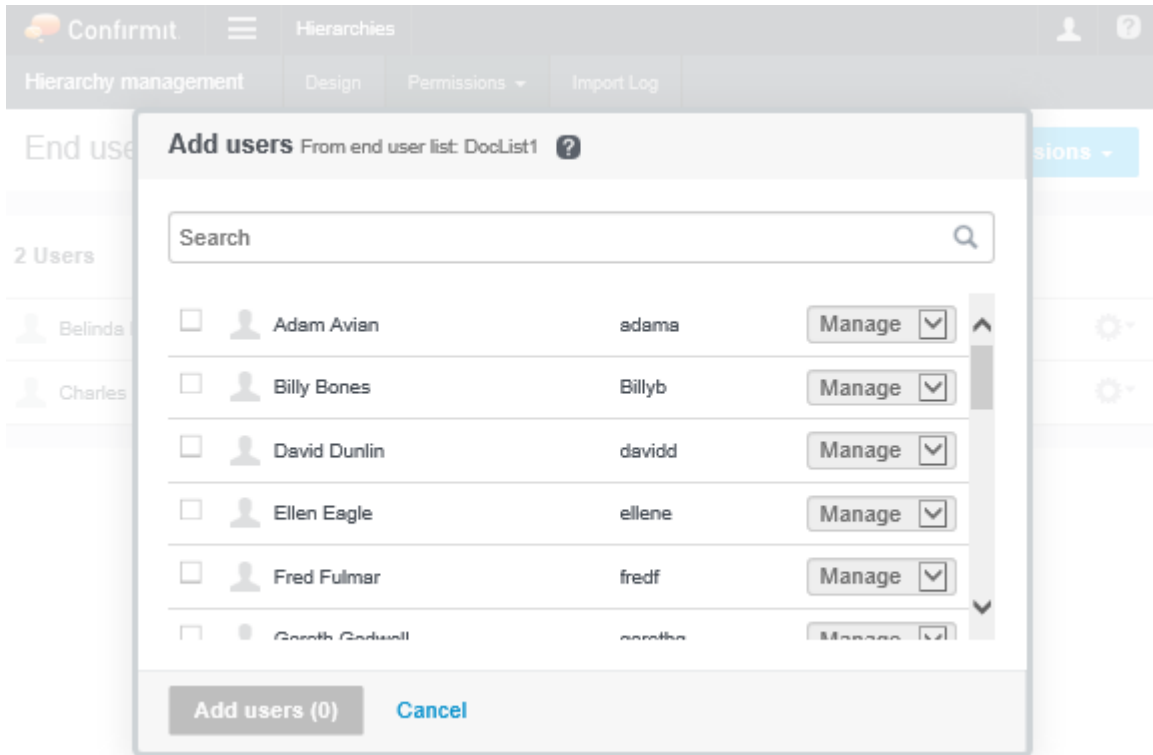 Confirmit. Hierarchies
Hierarchy management Design Permissions Import Log
End use
sions
Add users From end user list: DocList1 ?
Search
2 Users
Adam Avian adama Manage
Belinda
Billy Bones Billyb Manage
Charles
David Dunlin davidd Manage
Ellen Eagle ellene Manage
Fred Fulmar fredf Manage
Manage
Add users (0) Cancel